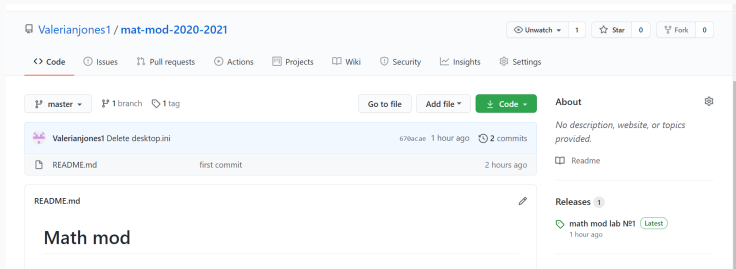 Valerianjones1 / mat-mod-2020-2021
Unwatch 1 Star 0 Fork 0
Code Issues Pull requests Actions Projects Wiki Security Insights Settings
master 1 branch 1 tag Go to file Add file Code
Valerianjones1 Delete desktop.ini 670acae 1 hour ago 2 commits
README.md first commit 2 hours ago
README.md
Math mod
About
No description, website, or topics
provided.
Readme
Releases 1
math mod lab №1 Latest
1 hour ago